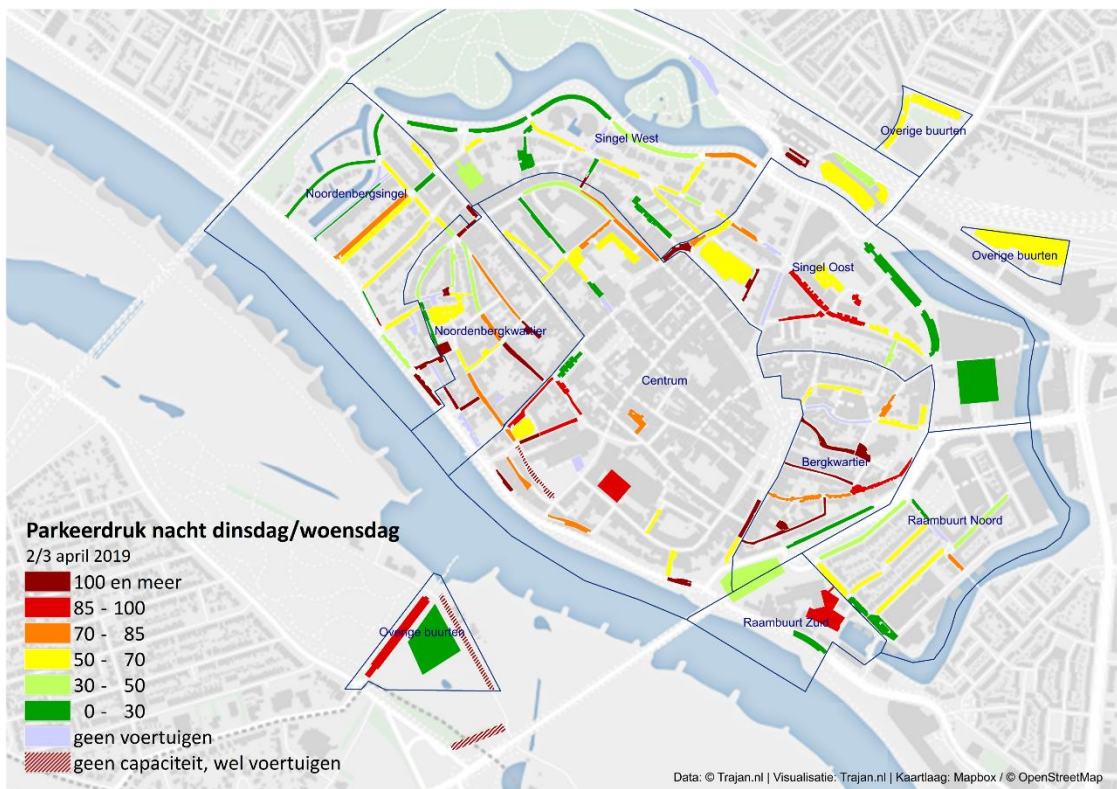 Singel West
Overige buurten
Noordenbergsingel
Overige buurten
Singel Oost
Noordenbergkwartier
Centrum
Bergkwartier
Raambuurt Noord
Raambuurt Zuid
Overige buurten
Parkeerdruk nacht dinsdag/woensdag
2/3 april 2019
100 en meer
85 - 100
70 - 85
50 - 70
30 - 50
0 - 30
geen voertuigen
geen capaciteit, wel voertuigen
Data: © Trajan.nl | Visualisatie: Trajan.nl | Kaartlaag: Mapbox / © OpenStreetMap